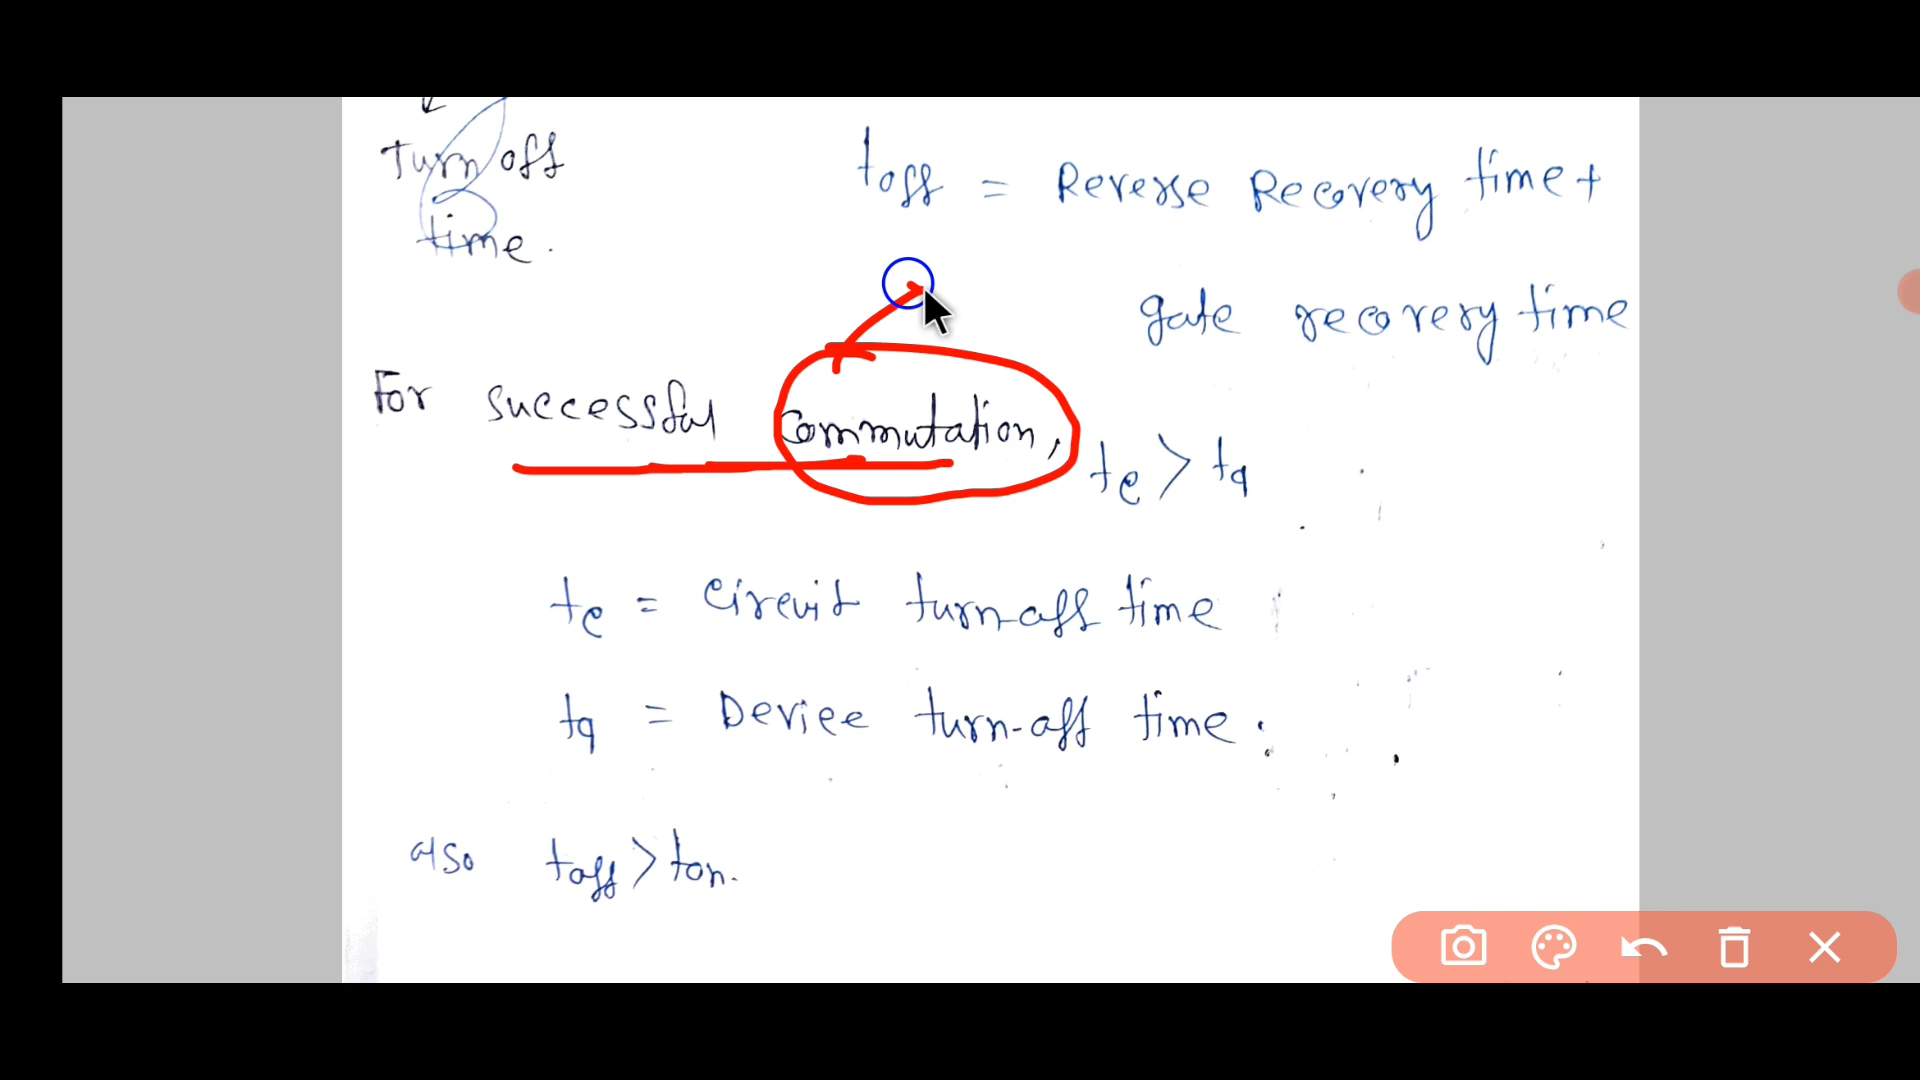 Turn off
time.
toff = Reverse Recovery time +
gate recovery time
For successful commutation, tc > tq
tc = circuit turn-off time
tq = Device turn-off time.
also toff > ton.